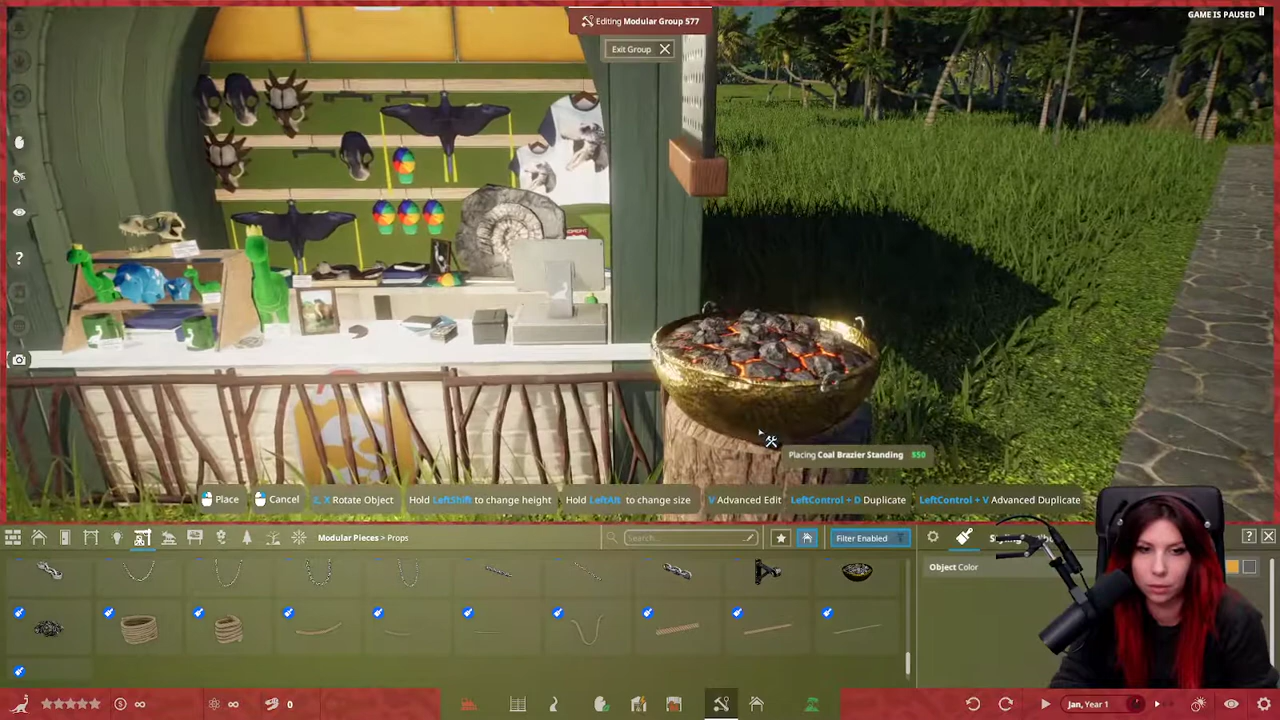 Editing Modular Group 577
GAME IS PAUSED
Exit Group
?
Placing Coal Brazier Standing $50
Place
Cancel
Z, X Rotate Object
Hold LeftShift to change height
Hold LeftAlt to change size
V Advanced Edit
LeftControl + D Duplicate
LeftControl + V Advanced Duplicate
Modular Pieces > Props
Search...
Filter Enabled
?
Object Color
∞
∞
0
Jan, Year 1